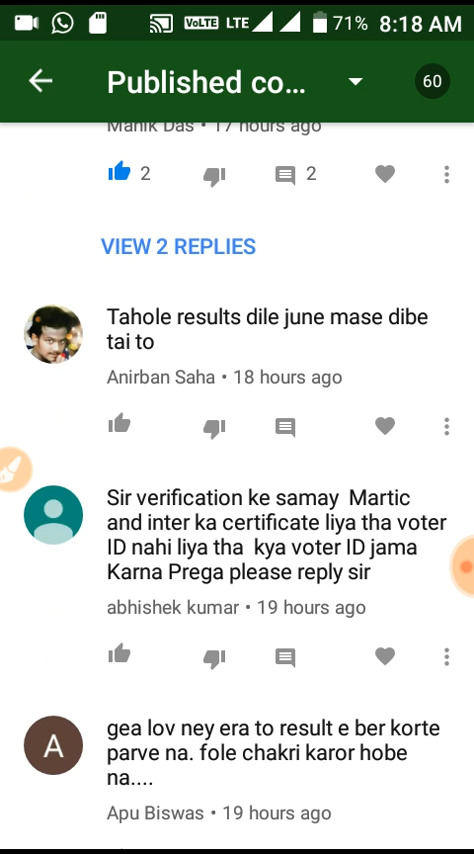 VoLTE LTE 71% 8:18 AM
Published co... 60
Manik Das • 17 hours ago
2 2
VIEW 2 REPLIES
Tahole results dile june mase dibe
tai to
Anirban Saha • 18 hours ago
Sir verification ke samay Martic
and inter ka certificate liya tha voter
ID nahi liya tha kya voter ID jama
Karna Prega please reply sir
abhishek kumar • 19 hours ago
A
gea lov ney era to result e ber korte
parve na. fole chakri karor hobe
na....
Apu Biswas • 19 hours ago